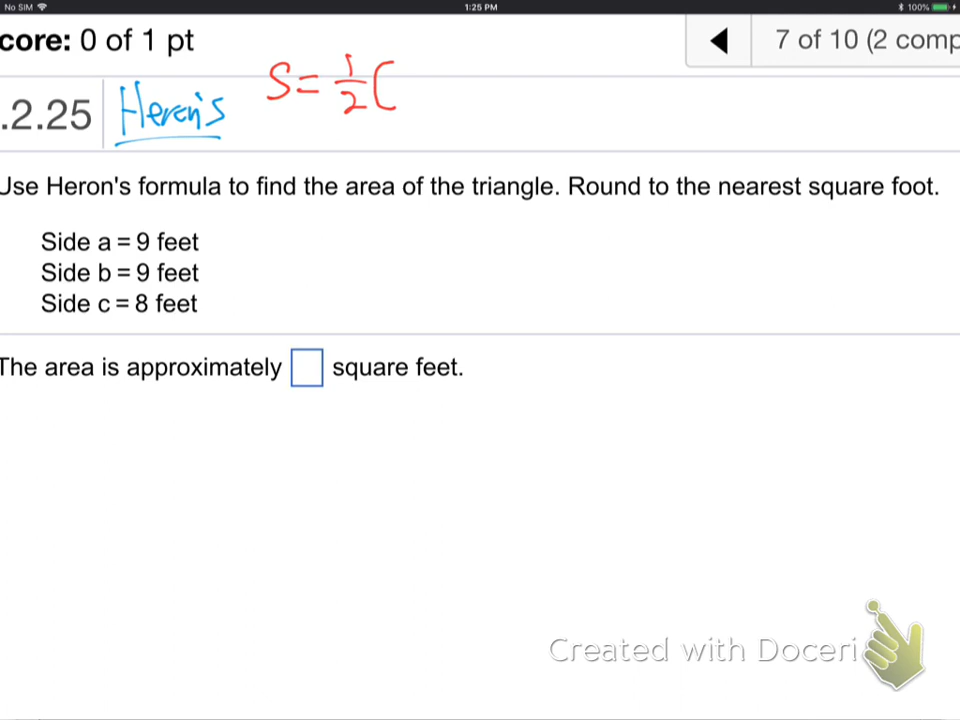 No SIM 1:25 PM 100%
core: 0 of 1 pt
7 of 10 (2 comp
.2.25
Heron's
S = 1/2 (
Use Heron's formula to find the area of the triangle. Round to the nearest square foot.
Side a = 9 feet
Side b = 9 feet
Side c = 8 feet
The area is approximately square feet.
Created with Doceri